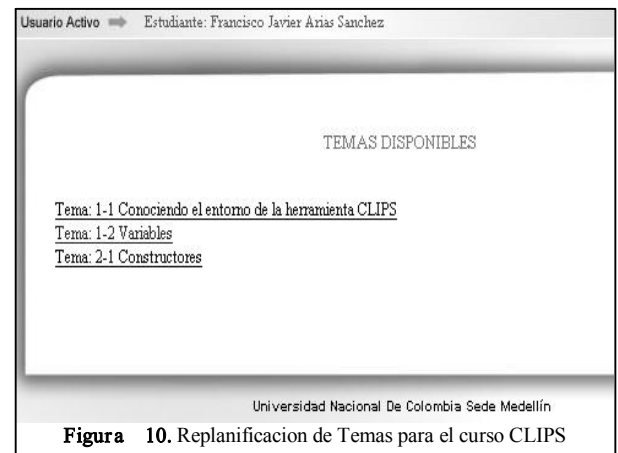 Usuario Activo Estudiante: Francisco Javier Arias Sanchez
TEMAS DISPONIBLES
Tema: 1-1 Conociendo el entorno de la herramienta CLIPS
Tema: 1-2 Variables
Tema: 2-1 Constructores
Universidad Nacional De Colombia Sede Medellín
Figura 10. Replanificacion de Temas para el curso CLIPS